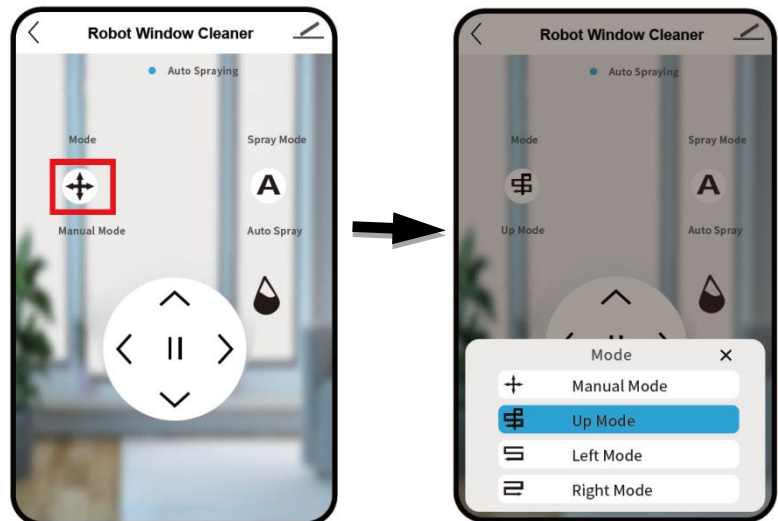 Robot Window Cleaner
Auto Spraying
Mode
Spray Mode
A
Manual Mode
Auto Spray
Robot Window Cleaner
Auto Spraying
Mode
Spray Mode
A
Up Mode
Auto Spray
Mode
Manual Mode
Up Mode
Left Mode
Right Mode